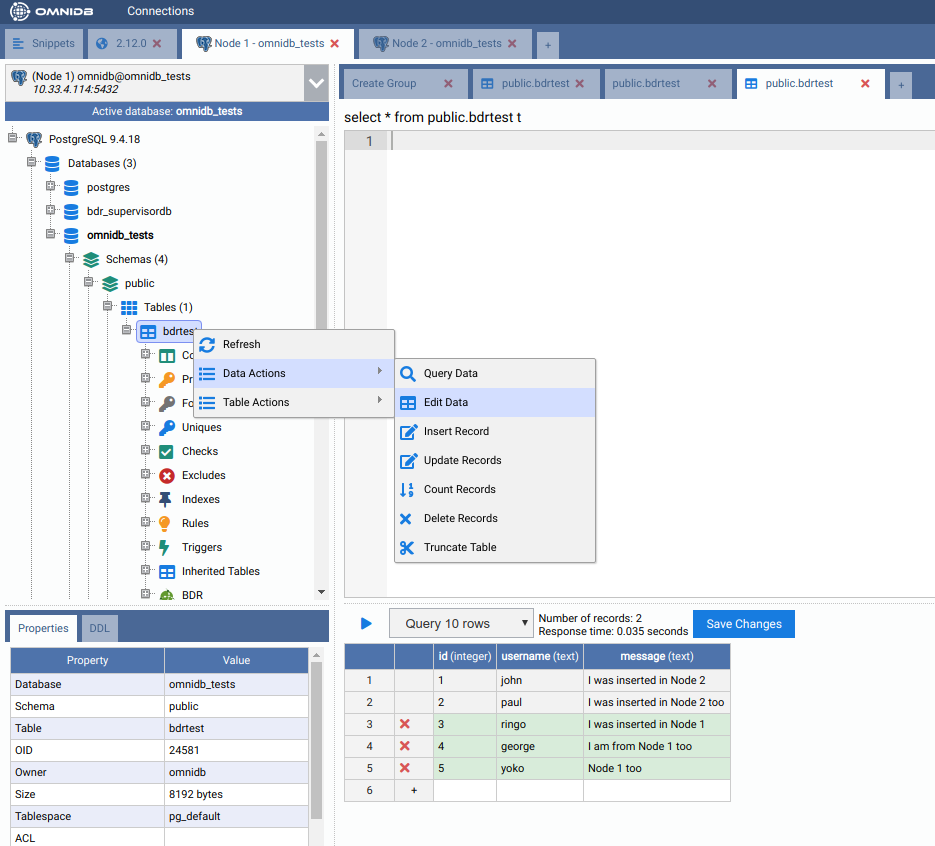 OMNIDB Connections
Snippets 2.12.0 Node 1 - omnidb_tests Node 2 - omnidb_tests +
(Node 1) omnidb@omnidb_tests
10.33.4.114:5432
Active database: omnidb_tests
PostgreSQL 9.4.18
Databases (3)
postgres
bdr_supervisordb
omnidb_tests
Schemas (4)
public
Tables (1)
bdrtest
Co
Pr
Fo
Uniques
Checks
Excludes
Indexes
Rules
Triggers
Inherited Tables
BDR
Refresh
Data Actions
Table Actions
Query Data
Edit Data
Insert Record
Update Records
Count Records
Delete Records
Truncate Table
Properties DDL
Property Value
Database omnidb_tests
Schema public
Table bdrtest
OID 24581
Owner omnidb
Size 8192 bytes
Tablespace pg_default
ACL
Create Group public.bdrtest public.bdrtest public.bdrtest +
select * from public.bdrtest t
1
Query 10 rows
Number of records: 2
Response time: 0.035 seconds
Save Changes
id (integer) username (text) message (text)
1 1 john I was inserted in Node 2
2 2 paul I was inserted in Node 2 too
3 3 ringo I was inserted in Node 1
4 4 george I am from Node 1 too
5 5 yoko Node 1 too
6 +